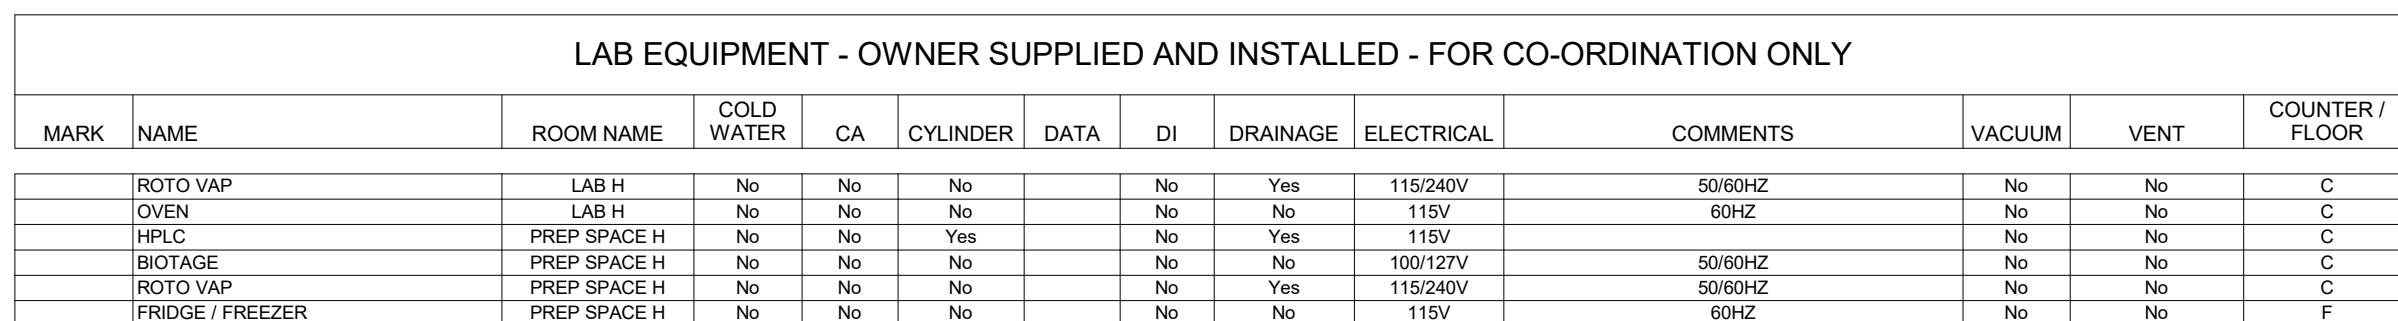 LAB EQUIPMENT - OWNER SUPPLIED AND INSTALLED - FOR CO-ORDINATION ONLY
MARK NAME ROOM NAME COLD WATER CA CYLINDER DATA DI DRAINAGE ELECTRICAL COMMENTS VACUUM VENT COUNTER / FLOOR
ROTO VAP LAB H No No No No Yes 115/240V 50/60HZ No No C
OVEN LAB H No No No No No 115V 60HZ No No C
HPLC PREP SPACE H No No Yes No Yes 115V No No C
BIOTAGE PREP SPACE H No No No No No 100/127V 50/60HZ No No C
ROTO VAP PREP SPACE H No No No No Yes 115/240V 50/60HZ No No C
FRIDGE / FREEZER PREP SPACE H No No No No No 115V 60HZ No No F